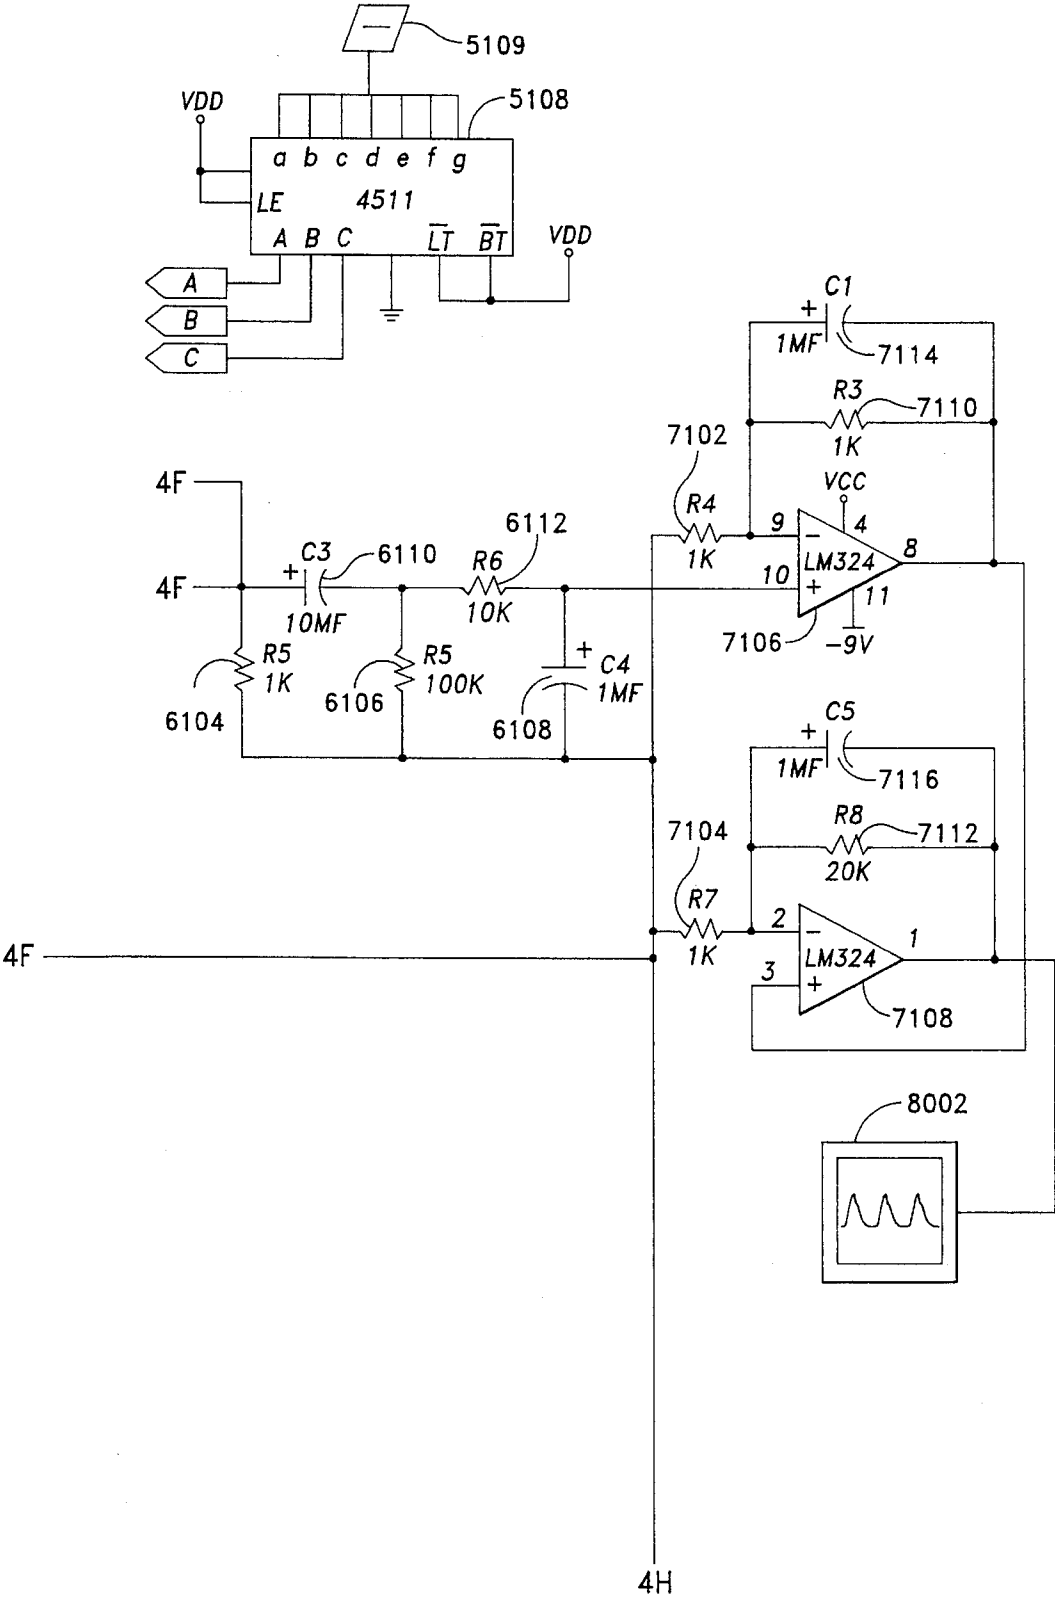 5109
VDD
5108
a b c d e f g
LE
4511
A B C LT BT
VDD
A
B
C
C1
+
1MF
7114
R3
7110
1K
7102
VCC
4F
R4
9
−
4
8
1K
LM324
6112
C3
6110
R6
4F
+
10
+
11
10MF
10K
7106
-9V
R5
1K
R5
100K
+
C4
1MF
6104
6106
6108
C5
+
1MF
7116
R8
7104
7112
20K
R7
2
−
1
4F
1K
LM324
3
+
7108
8002
4H